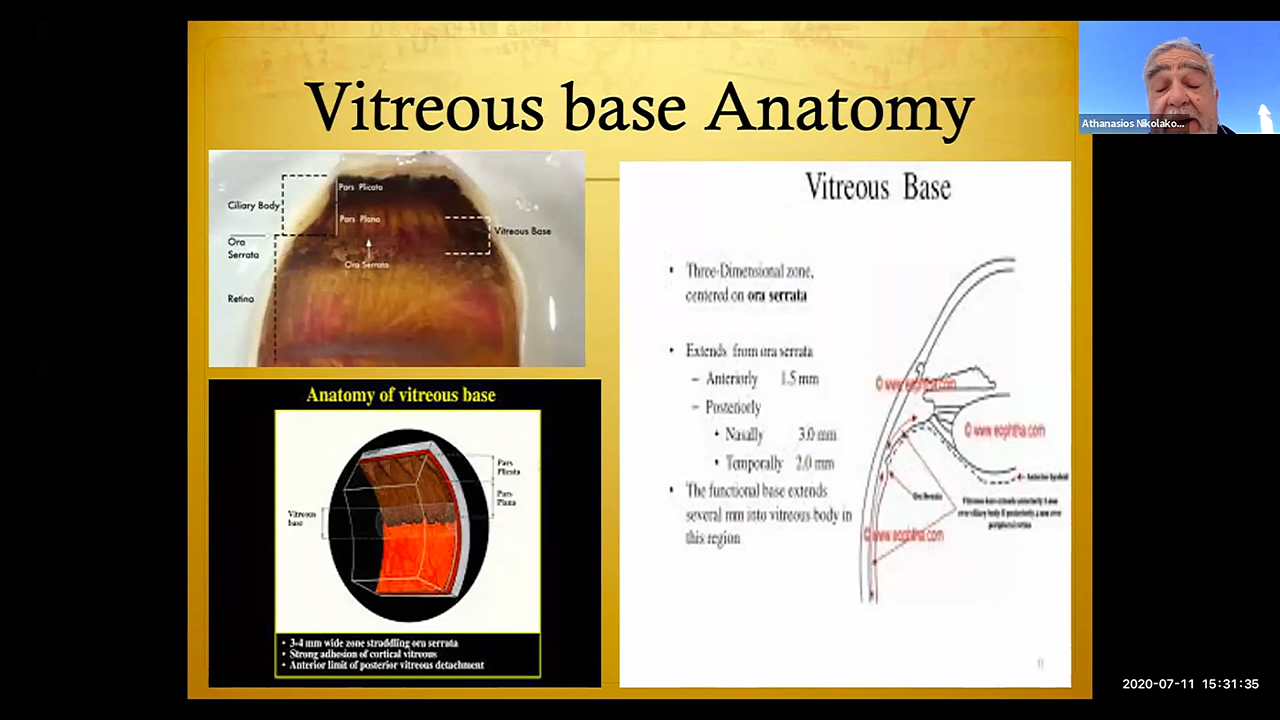 Vitreous base Anatomy
Athanasios Nikolako...
Pars Plicata
Ciliary Body
Pars Plana
Vitreous Base
Ora
Serrata
Ora Serrata
Retina
Anatomy of vitreous base
Pars
Plicata
Pars
Plana
Vitreous
base
• 3-4 mm wide zone straddling ora serrata
• Strong adhesion of cortical vitreous
• Anterior limit of posterior vitreous detachment
Vitreous Base
• Three-Dimensional zone,
centered on ora serrata
• Extends from ora serrata
– Anteriorly 1.5 mm
– Posteriorly
• Nasally 3.0 mm
• Temporally 2.0 mm
• The functional base extends
several mm into vitreous body in
this region
© www.eophtha.com
© www.eophtha.com
Anterior hyaloid
Ora Serrata
© www.eophtha.com
2020-07-11 15:31:35